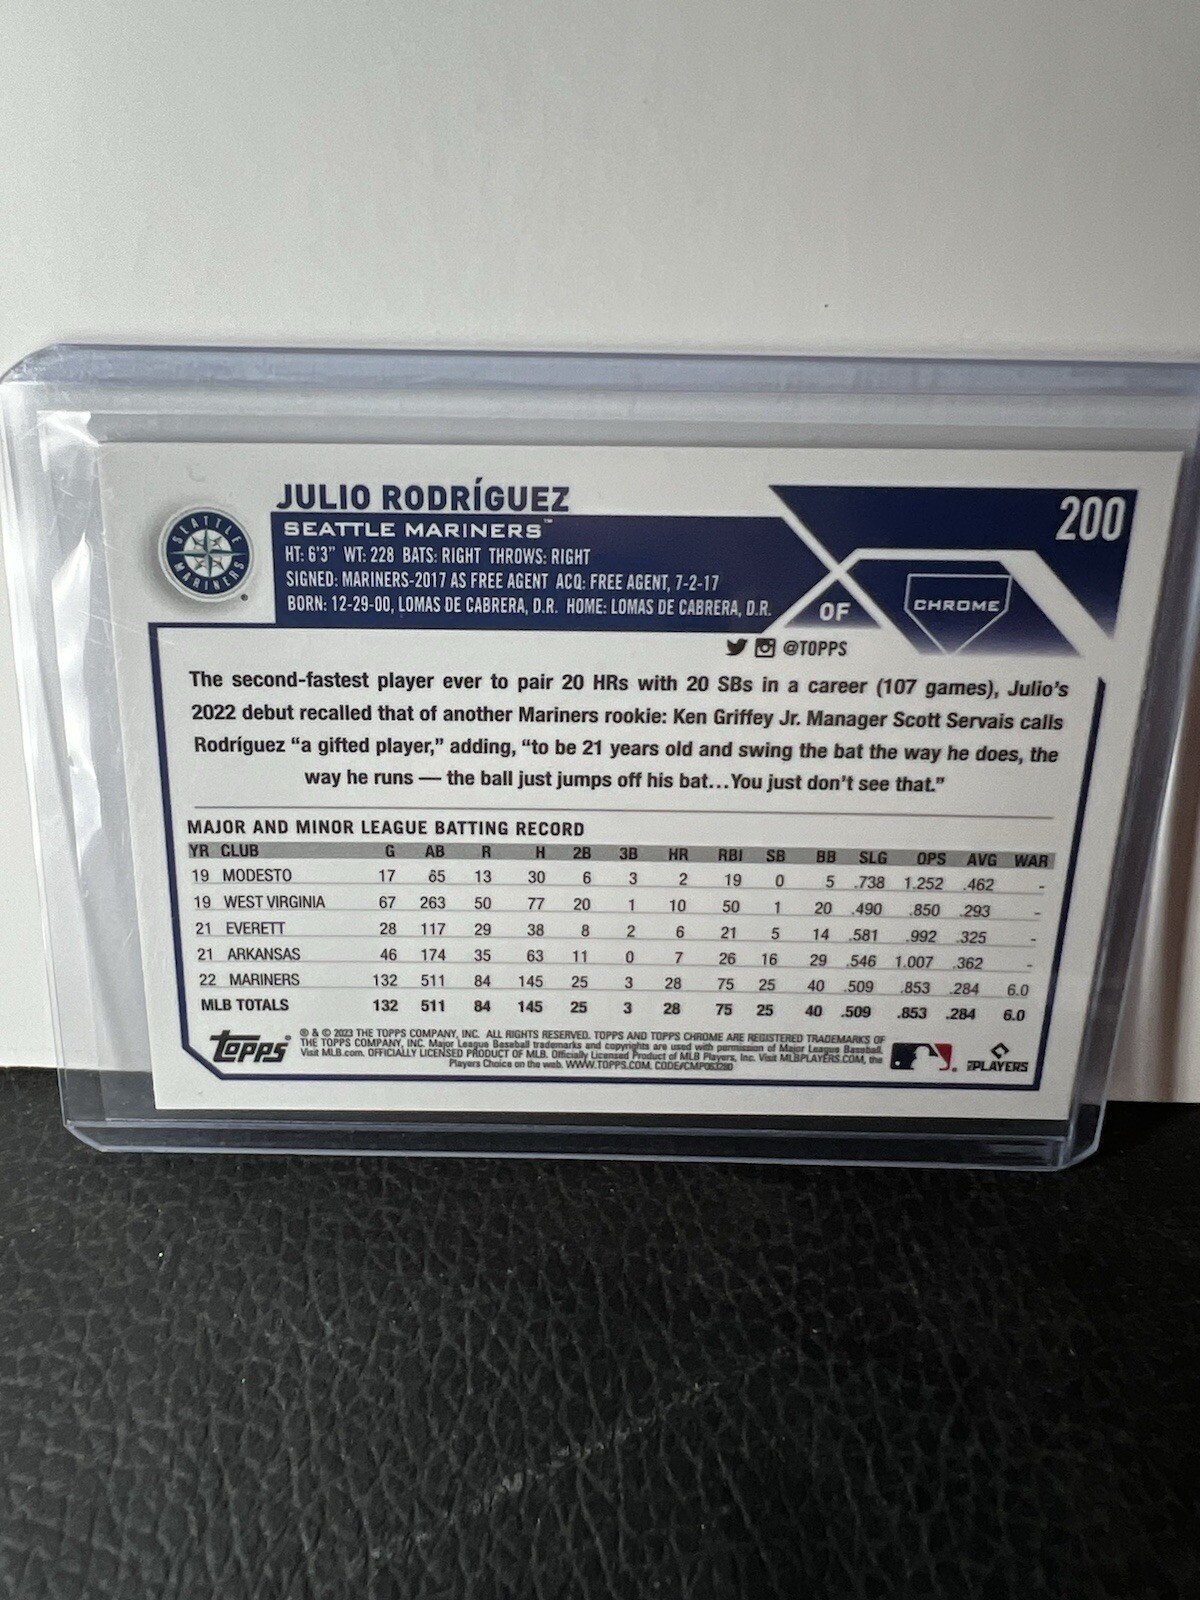 JULIO RODRÍGUEZ
200
SEATTLE MARINERS™
SEATTLE MARINERS ®
HT: 6'3" WT: 228 BATS: RIGHT THROWS: RIGHT
SIGNED: MARINERS-2017 AS FREE AGENT ACQ: FREE AGENT, 7-2-17
BORN: 12-29-00, LOMAS DE CABRERA, D.R. HOME: LOMAS DE CABRERA, D.R.
OF
CHROME
@TOPPS
The second-fastest player ever to pair 20 HRs with 20 SBs in a career (107 games), Julio's
2022 debut recalled that of another Mariners rookie: Ken Griffey Jr. Manager Scott Servais calls
Rodríguez “a gifted player,” adding, “to be 21 years old and swing the bat the way he does, the
way he runs — the ball just jumps off his bat...You just don't see that.”
MAJOR AND MINOR LEAGUE BATTING RECORD
YR CLUB G AB R H 2B 3B HR RBI SB BB SLG OPS AVG WAR
19 MODESTO 17 65 13 30 6 3 2 19 0 5 .738 1.252 .462 -
19 WEST VIRGINIA 67 263 50 77 20 1 10 50 1 20 .490 .850 .293 -
21 EVERETT 28 117 29 38 8 2 6 21 5 14 .581 .992 .325 -
21 ARKANSAS 46 174 35 63 11 0 7 26 16 29 .546 1.007 .362 -
22 MARINERS 132 511 84 145 25 3 28 75 25 40 .509 .853 .284 6.0
MLB TOTALS 132 511 84 145 25 3 28 75 25 40 .509 .853 .284 6.0
topps®
® & © 2023 THE TOPPS COMPANY, INC. ALL RIGHTS RESERVED. TOPPS AND TOPPS CHROME ARE REGISTERED TRADEMARKS OF
THE TOPPS COMPANY, INC. Major League Baseball trademarks and copyrights are used with permission of Major League Baseball.
Visit MLB.com. OFFICIALLY LICENSED PRODUCT OF MLB. Officially Licensed Product of MLB Players, Inc. Visit MLBPLAYERS.COM, the
Players Choice on the web. WWW.TOPPS.COM. CODE#CMP063280
MLB PLAYERS